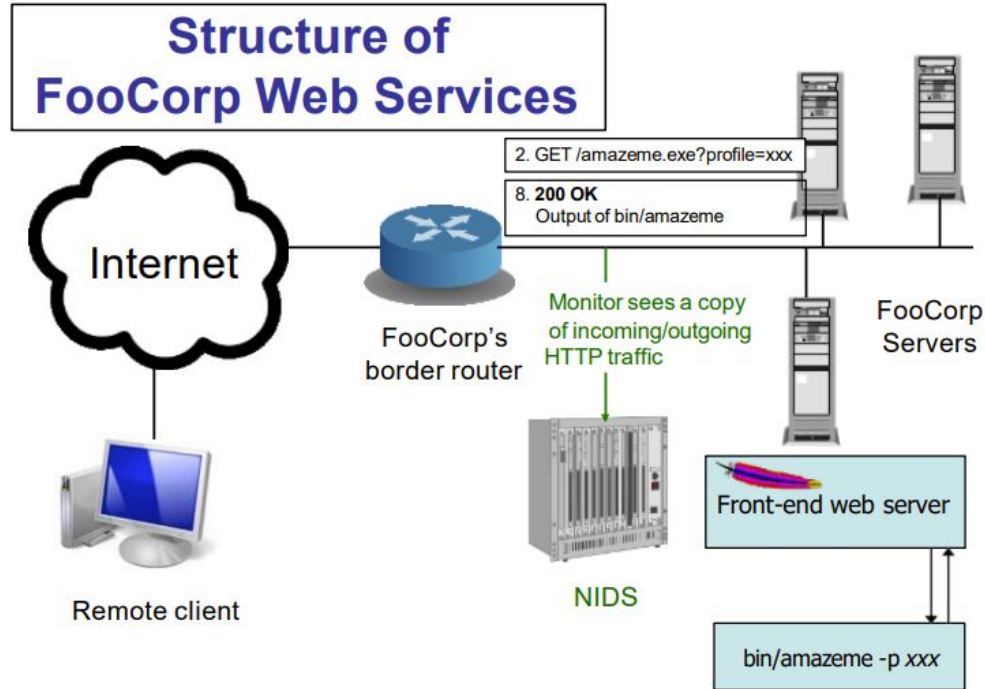 Structure of
FooCorp Web Services
2. GET /amazeme.exe?profile=xxx
8. 200 OK
Output of bin/amazeme
Internet
FooCorp's
border router
Monitor sees a copy
of incoming/outgoing
HTTP traffic
FooCorp
Servers
Remote client
NIDS
Front-end web server
bin/amazeme -p xxx